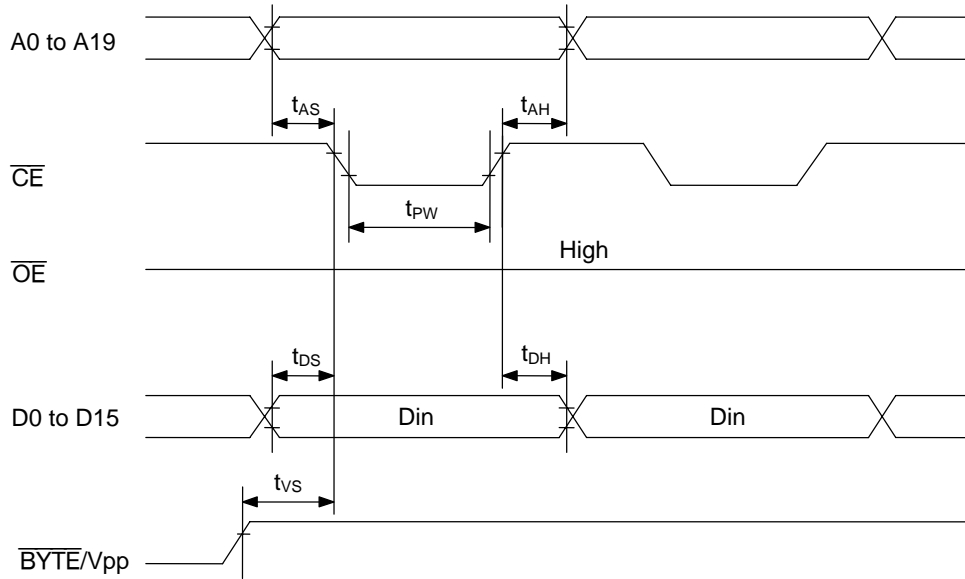 A0 to A19
tAS
tAH
CE
tPW
High
OE
tDS
tDH
D0 to D15
Din
Din
tVS
BYTE/Vpp